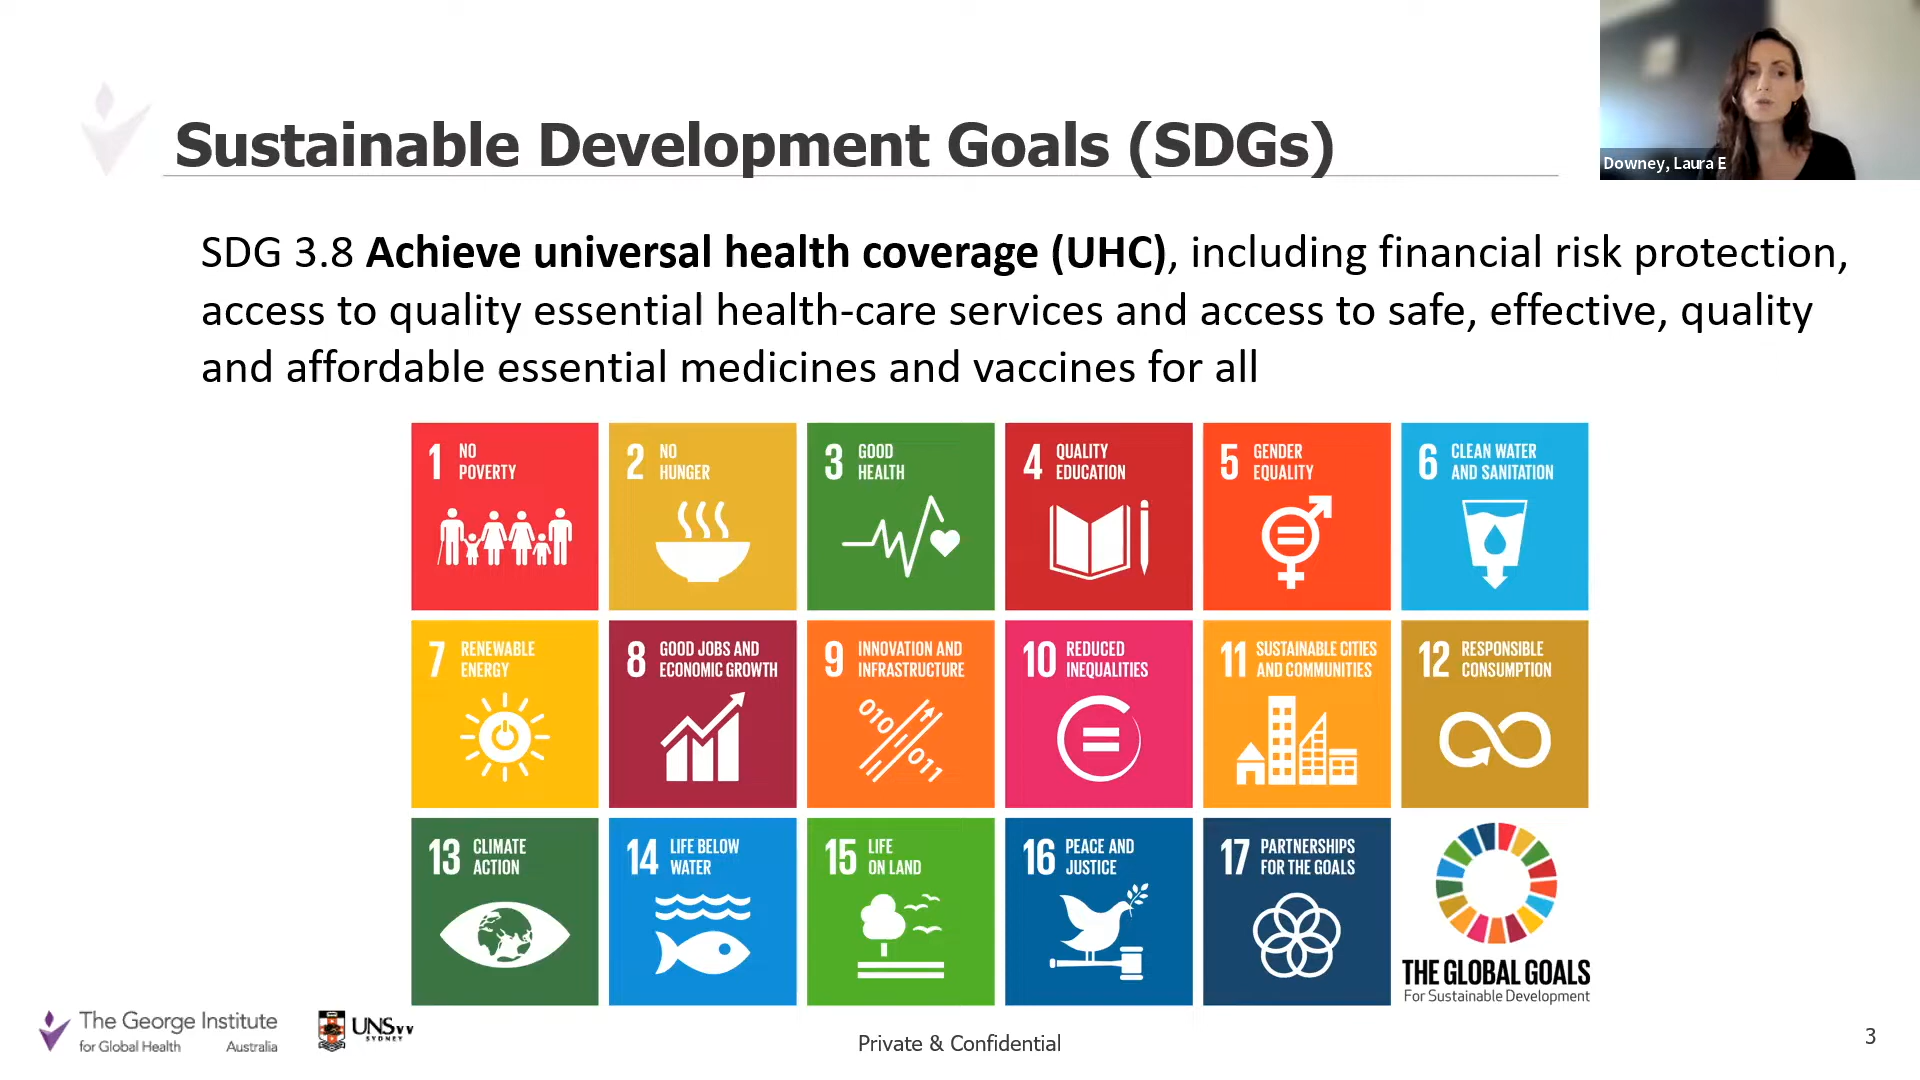 Sustainable Development Goals (SDGs)
Downey, Laura E
SDG 3.8 Achieve universal health coverage (UHC), including financial risk protection,
access to quality essential health-care services and access to safe, effective, quality
and affordable essential medicines and vaccines for all
1 NO
POVERTY
2 NO
HUNGER
3 GOOD
HEALTH
4 QUALITY
EDUCATION
5 GENDER
EQUALITY
6 CLEAN WATER
AND SANITATION
7 RENEWABLE
ENERGY
8 GOOD JOBS AND
ECONOMIC GROWTH
9 INNOVATION AND
INFRASTRUCTURE
010
011
10 REDUCED
INEQUALITIES
11 SUSTAINABLE CITIES
AND COMMUNITIES
12 RESPONSIBLE
CONSUMPTION
13 CLIMATE
ACTION
14 LIFE BELOW
WATER
15 LIFE
ON LAND
16 PEACE AND
JUSTICE
17 PARTNERSHIPS
FOR THE GOALS
THE GLOBAL GOALS
For Sustainable Development
The George Institute
for Global Health Australia
SYDNEY
Private & Confidential
3